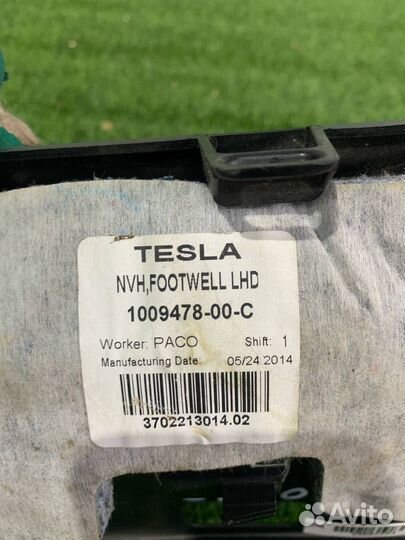 TESLA
NVH,FOOTWELL LHD
1009478-00-C
Worker: PACO Shift: 1
Manufacturing Date: 05/24.2014
3702213014.02
Avito